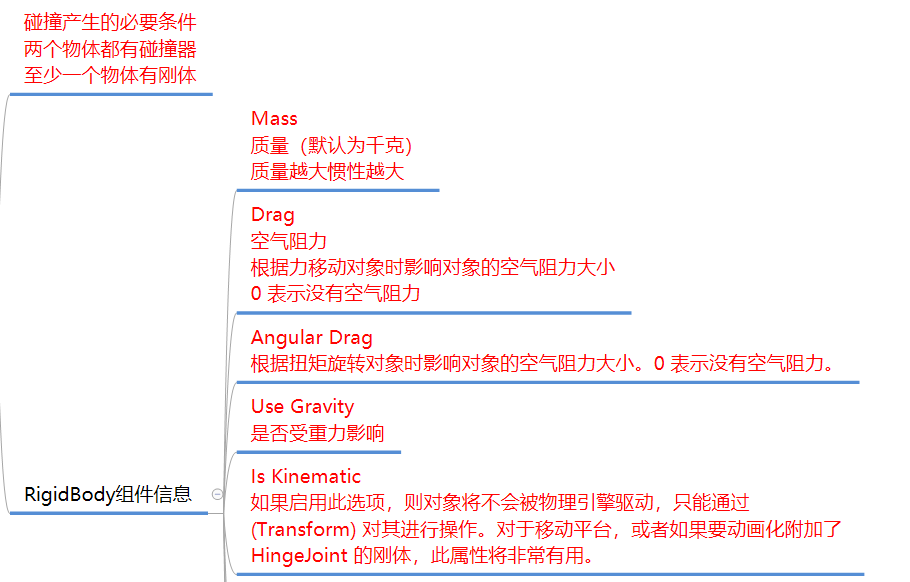 碰撞产生的必要条件
两个物体都有碰撞器
至少一个物体有刚体
Mass
质量（默认为千克）
质量越大惯性越大
Drag
空气阻力
根据力移动对象时影响对象的空气阻力大小
0 表示没有空气阻力
Angular Drag
根据扭矩旋转对象时影响对象的空气阻力大小。0 表示没有空气阻力。
Use Gravity
是否受重力影响
RigidBody组件信息
Is Kinematic
如果启用此选项，则对象将不会被物理引擎驱动，只能通过
(Transform) 对其进行操作。对于移动平台，或者如果要动画化附加了
HingeJoint 的刚体，此属性将非常有用。